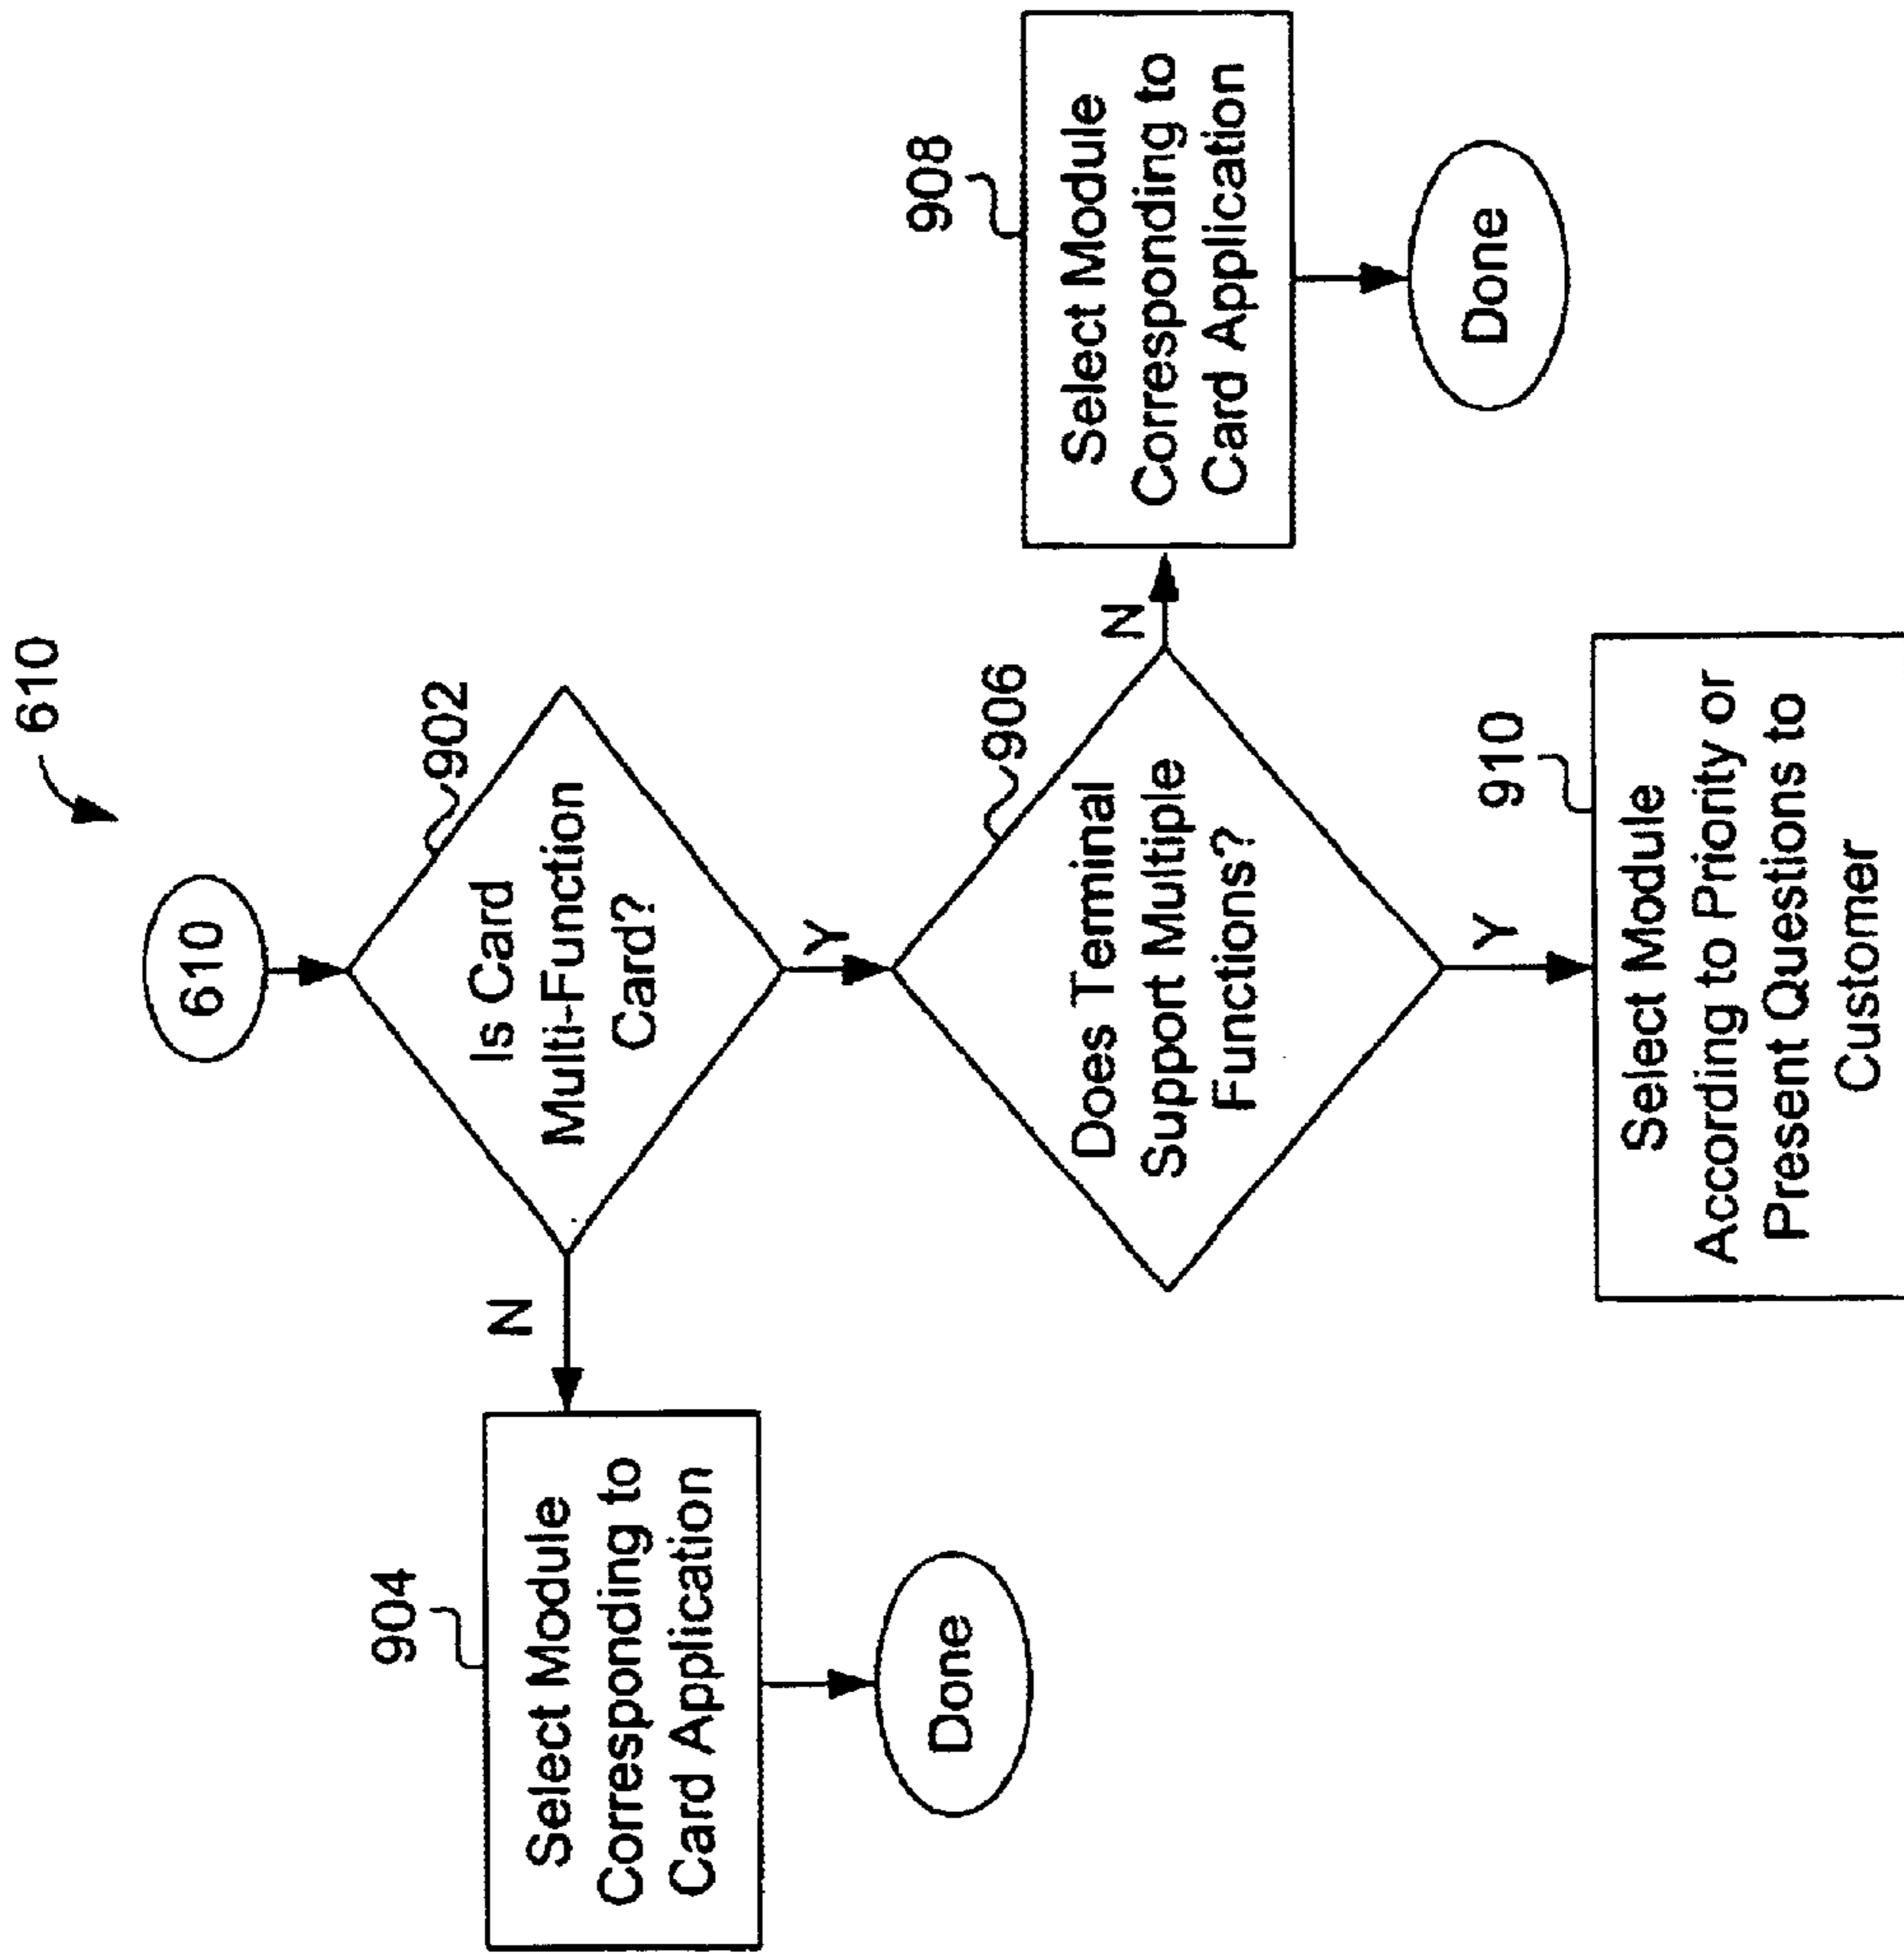 610
610
Is Card
Multi-Function
Card?
902
N
904
Select Module
Corresponding to
Card Application
Done
Y
Does Terminal
Support Multiple
Functions?
906
N
908
Select Module
Corresponding to
Card Application
Done
Y
910
Select Module
According to Priority or
Present Questions to
Customer